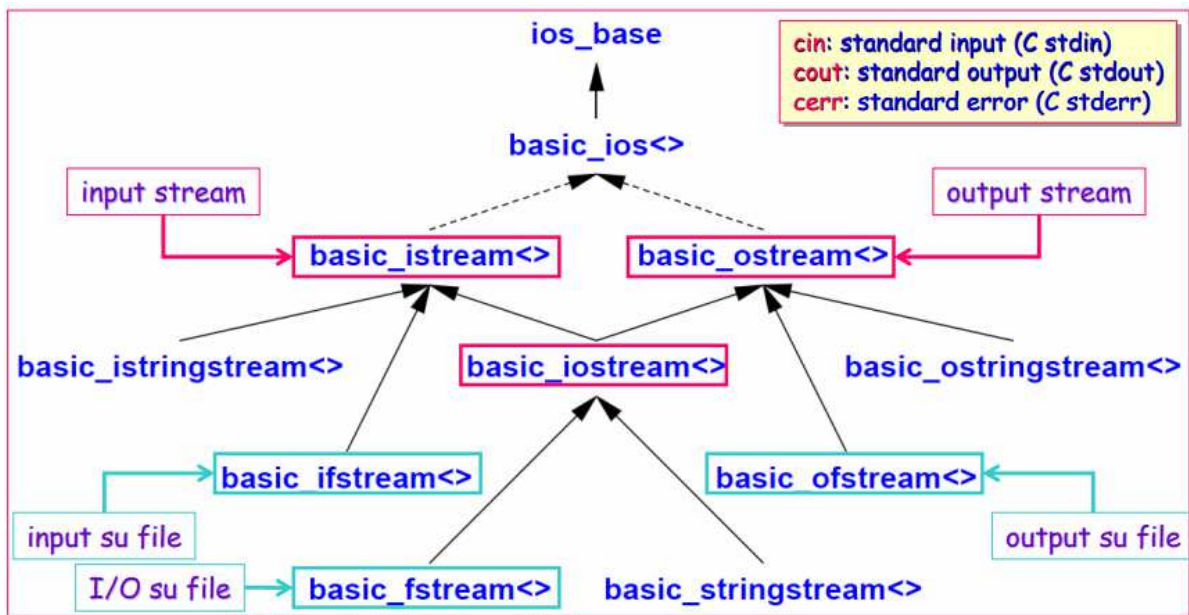 ios_base
cin: standard input (C stdin)
cout: standard output (C stdout)
cerr: standard error (C stderr)
basic_ios<>
input stream
output stream
basic_istream<>
basic_ostream<>
basic_istringstream<>
basic_iostream<>
basic_ostringstream<>
basic_ifstream<>
basic_ofstream<>
input su file
output su file
I/O su file
basic_fstream<>
basic_stringstream<>